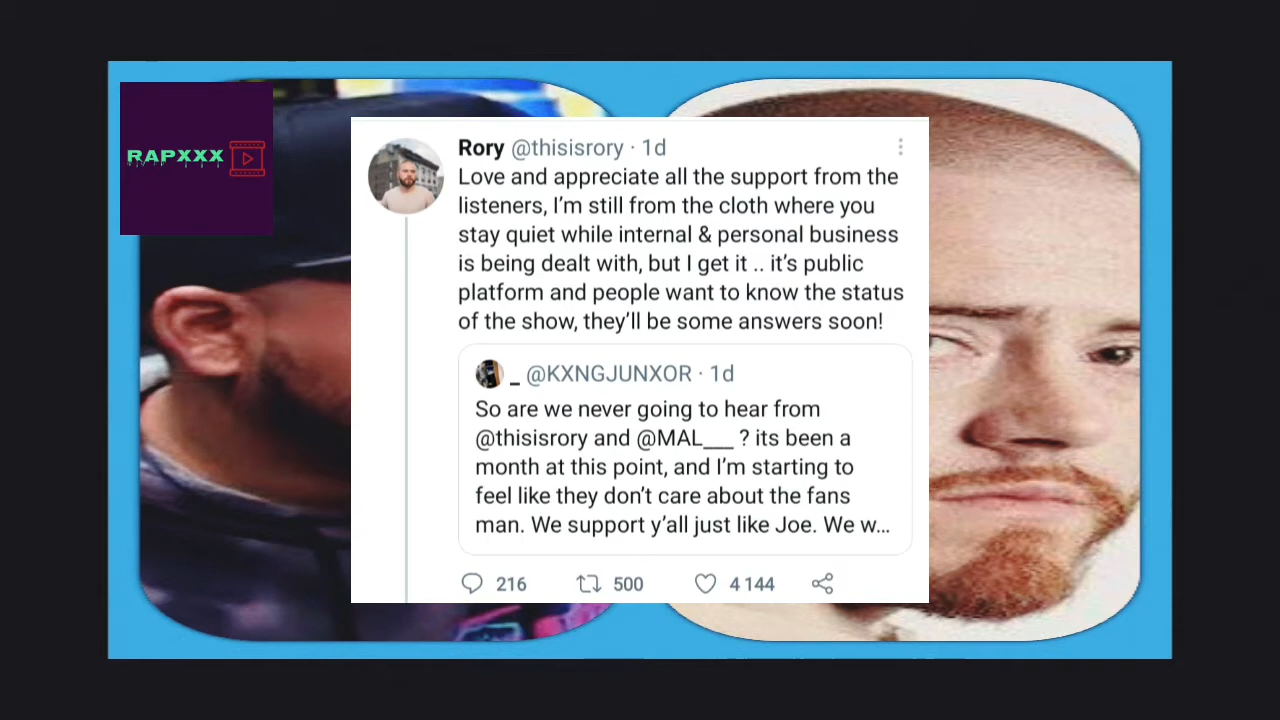 RAPXXX
Rory @thisisrory · 1d
Love and appreciate all the support from the
listeners, I’m still from the cloth where you
stay quiet while internal & personal business
is being dealt with, but I get it .. it’s public
platform and people want to know the status
of the show, they’ll be some answers soon!
_ @KXNGJUNXOR · 1d
So are we never going to hear from
@thisisrory and @MAL___ ? its been a
month at this point, and I’m starting to
feel like they don’t care about the fans
man. We support y’all just like Joe. We w...
216 500 4 144